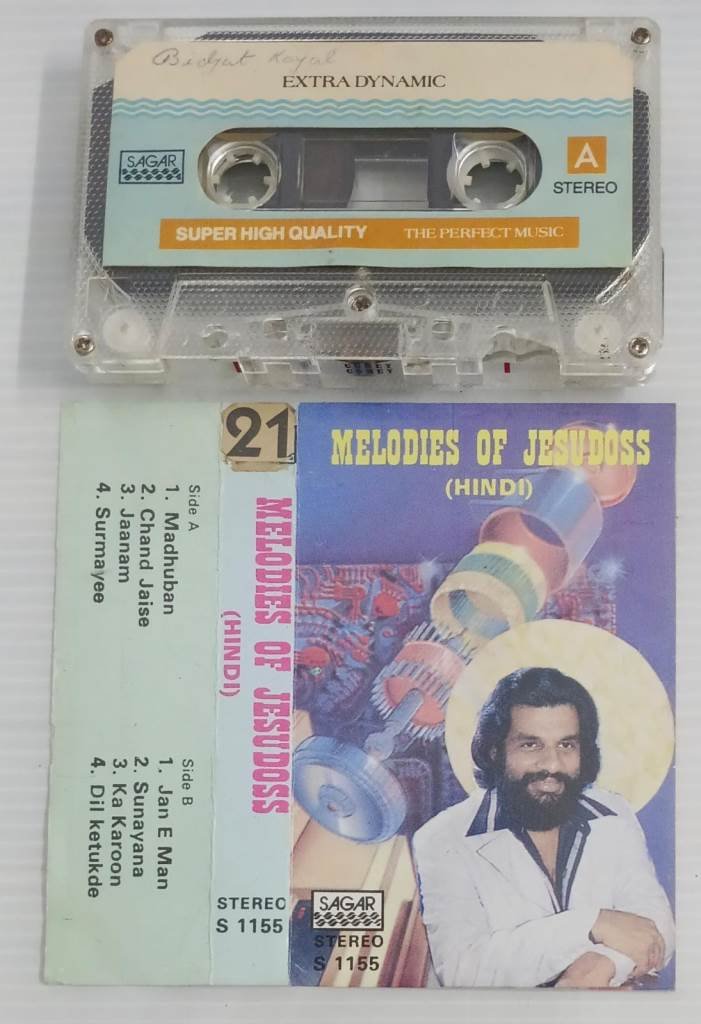 EXTRA DYNAMIC
SAGAR
A
STEREO
SUPER HIGH QUALITY THE PERFECT MUSIC
21
MELODIES OF JESUDOSS
(HINDI)
MELODIES OF JESUDOSS
(HINDI)
STEREO
S 1155
Side A
1. Madhuban
2. Chand Jaise
3. Jaanam
4. Surmayee
Side B
1. Jan E Man
2. Sunayana
3. Ka Karoon
4. Dil ketukde
SAGAR
STEREO
S 1155